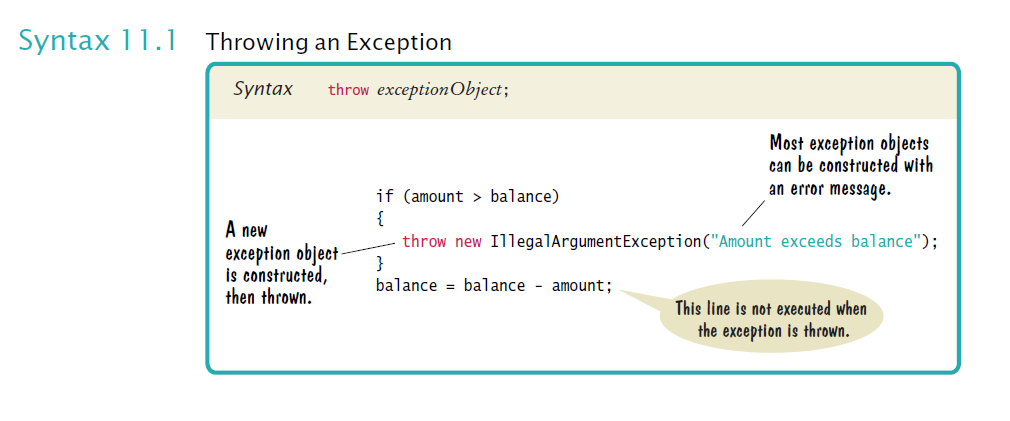 Syntax 11.1 Throwing an Exception
Syntax throw exceptionObject;
Most exception objects
can be constructed with
an error message.
if (amount > balance)
{
A new
exception object
is constructed,
then thrown.
throw new IllegalArgumentException("Amount exceeds balance");
}
balance = balance - amount;
This line is not executed when
the exception is thrown.